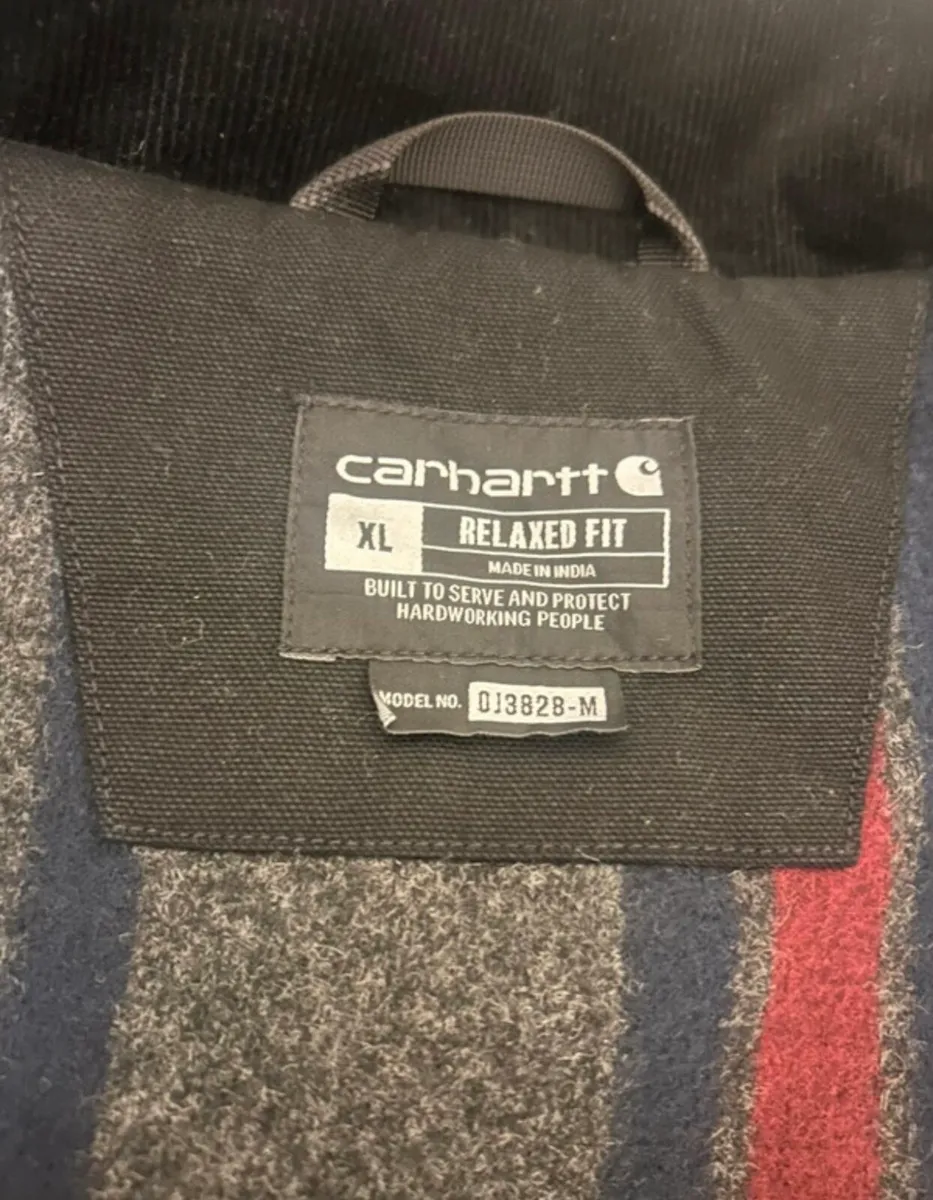 carhartt
XL RELAXED FIT
MADE IN INDIA
BUILT TO SERVE AND PROTECT
HARDWORKING PEOPLE
MODEL NO. OJ3828-M